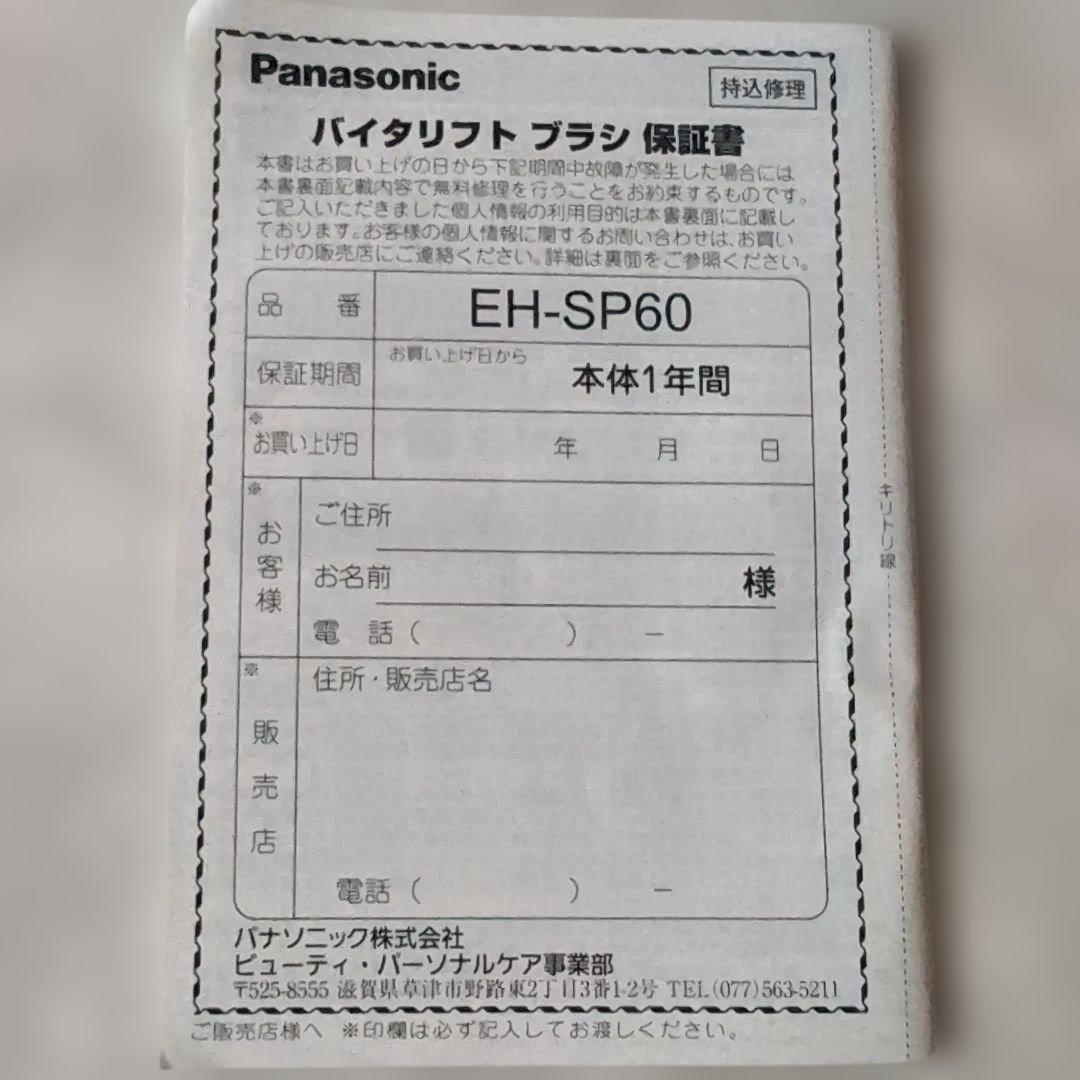 Panasonic
持込修理
バイタリフト ブラシ 保証書
本書はお買い上げの日から下記期間中故障が発生した場合には
本書裏面記載内容で無料修理を行うことをお約束するものです。
ご記入いただきました個人情報の利用目的は本書裏面に記載し
ております。お客様の個人情報に関するお問い合わせは、お買い
上げの販売店にご連絡ください。詳細は裏面をご参照ください。
品 番 EH-SP60
保証期間 お買い上げ日から 本体1年間
※お買い上げ日 年 月 日
※お客様
ご住所
お名前 様
電 話 ( ) −
※販売店
住所・販売店名
電話 ( ) −
パナソニック株式会社
ビューティ・パーソナルケア事業部
〒525-8555 滋賀県草津市野路東2丁目3番1-2号 TEL(077)563-5211
ご販売店様へ ※印欄は必ず記入してお渡しください。
キリトリ線